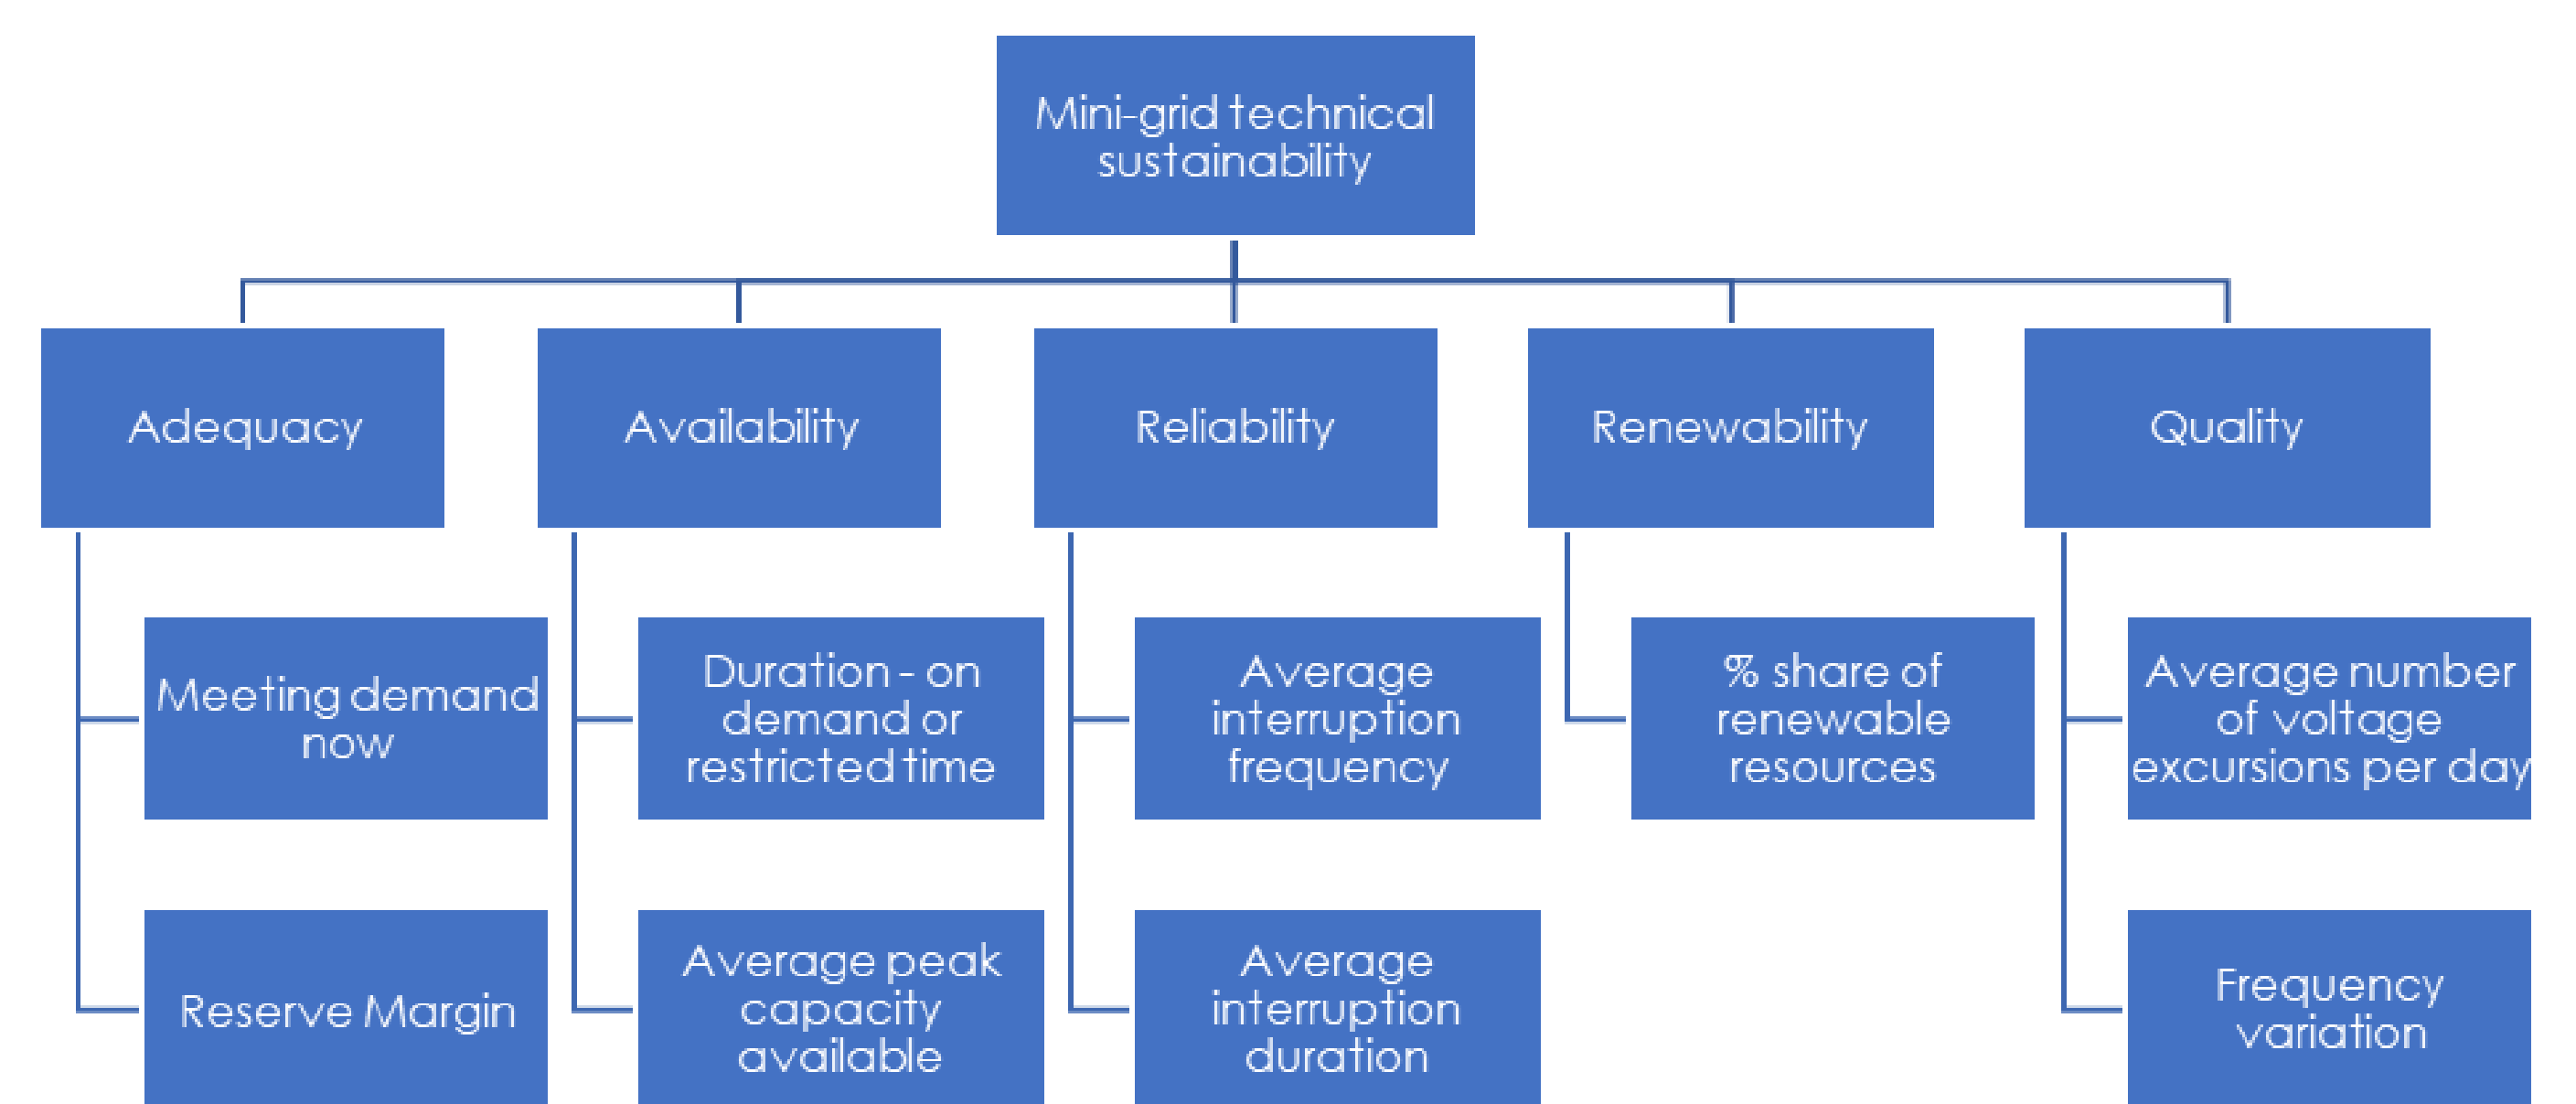 Mini-grid technical
sustainability
Adequacy
Availability
Reliability
Renewability
Quality
Meeting demand
now
Duration - on
demand or
restricted time
Average
interruption
frequency
% share of
renewable
resources
Average number
of voltage
excursions per day
Reserve Margin
Average peak
capacity
available
Average
interruption
duration
Frequency
variation